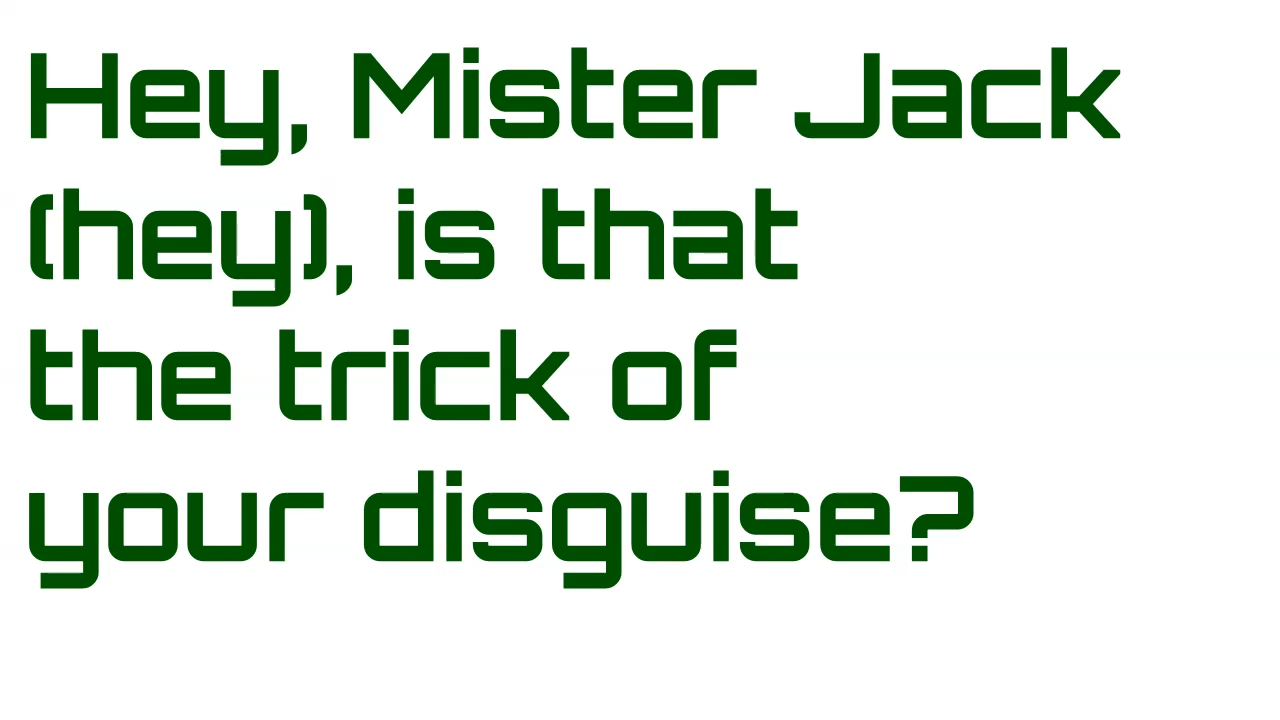 Hey, Mister Jack
(hey), is that
the trick of
your disguise?